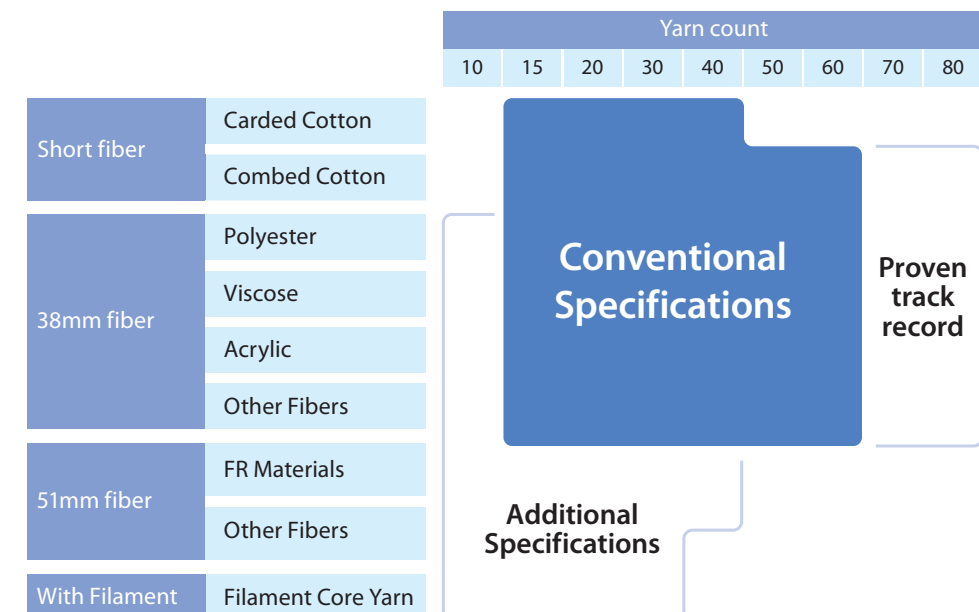 Yarn count
10 15 20 30 40 50 60 70 80
Short fiber
Carded Cotton
Combed Cotton
38mm fiber
Polyester
Viscose
Acrylic
Other Fibers
51mm fiber
FR Materials
Other Fibers
With Filament
Filament Core Yarn
Conventional
Specifications
Proven
track
record
Additional
Specifications